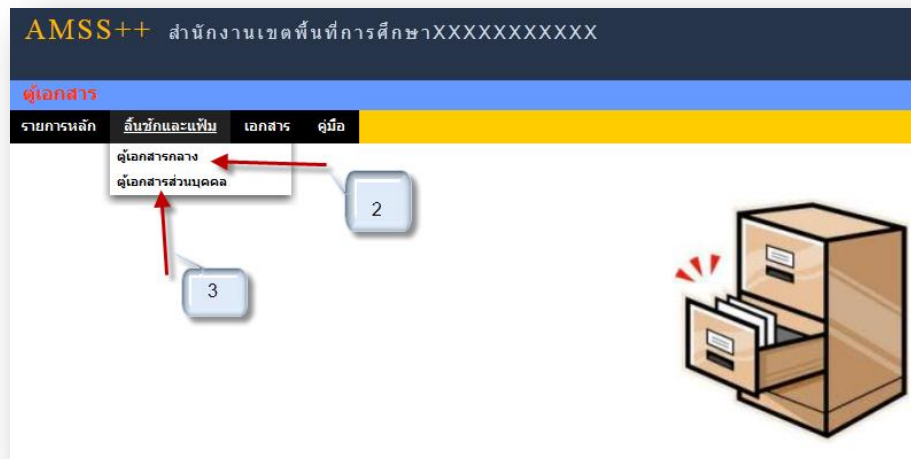 AMSS++ สำนักงานเขตพื้นที่การศึกษาXXXXXXXXXXX
ตู้เอกสาร
รายการหลัก ลิ้นชักและแฟ้ม เอกสาร คู่มือ
ตู้เอกสารกลาง
ตู้เอกสารส่วนบุคคล
2
3